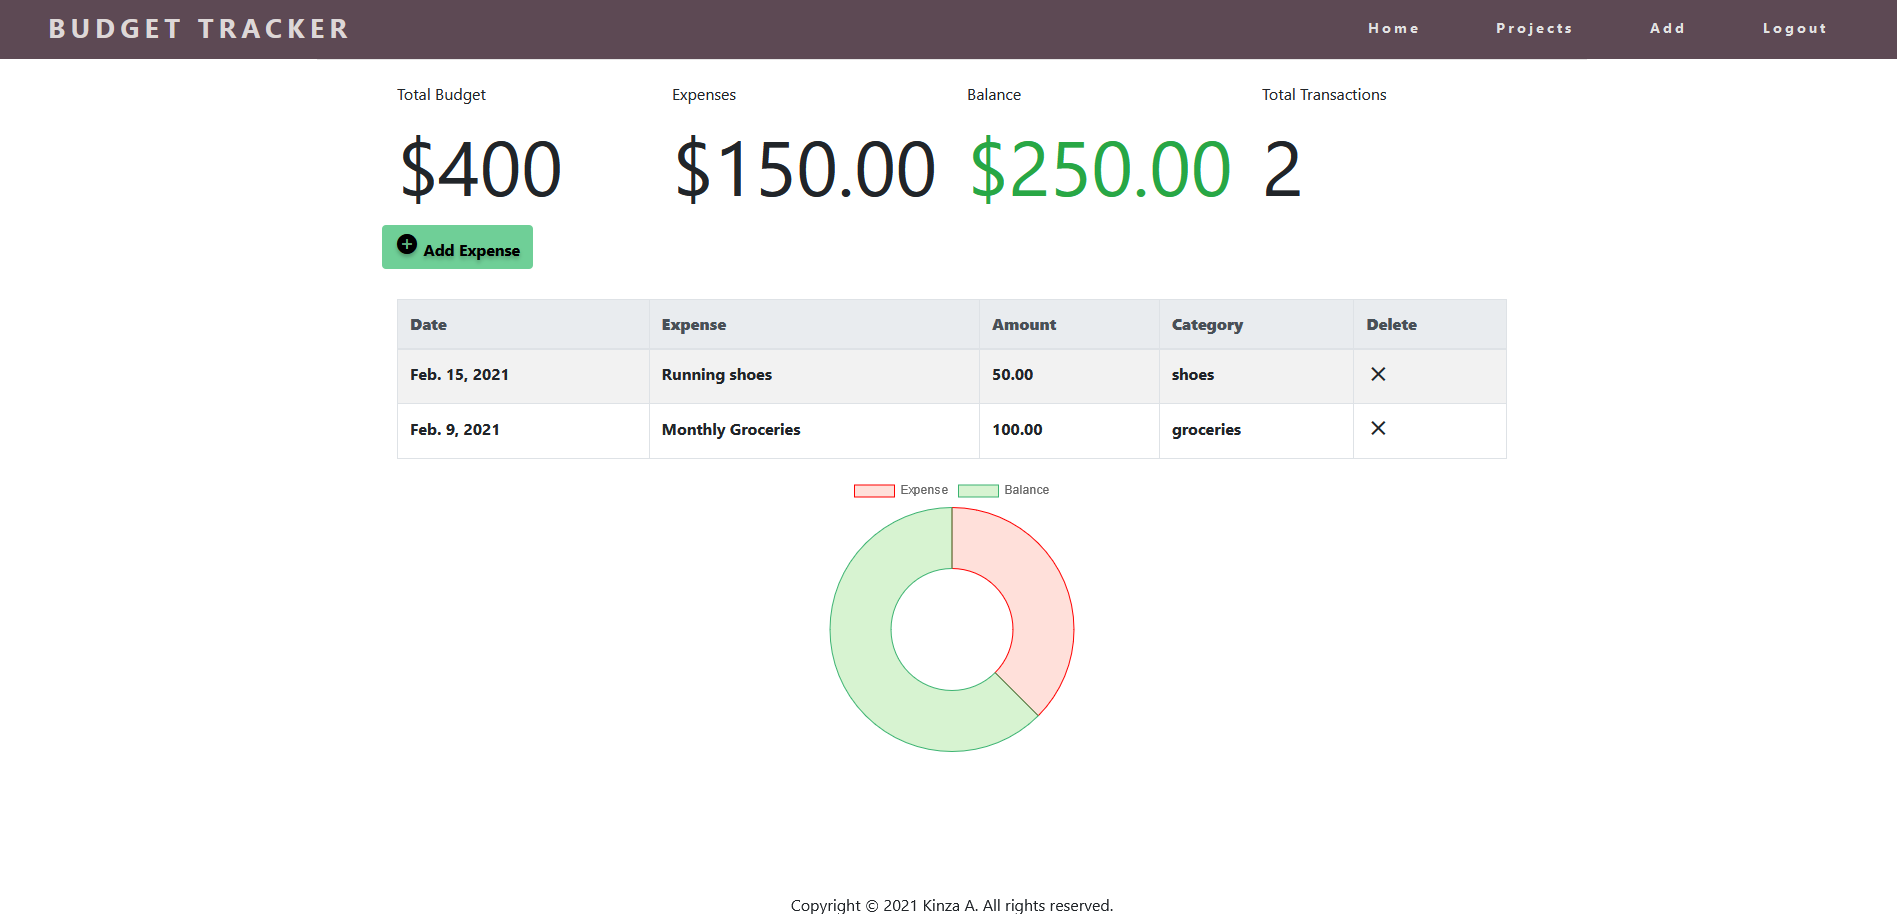 BUDGET TRACKER Home Projects Add Logout
Total Budget Expenses Balance Total Transactions
$400 $150.00 $250.00 2
Add Expense
Date Expense Amount Category Delete
Feb. 15, 2021 Running shoes 50.00 shoes
Feb. 9, 2021 Monthly Groceries 100.00 groceries
Expense Balance
Copyright © 2021 Kinza A. All rights reserved.